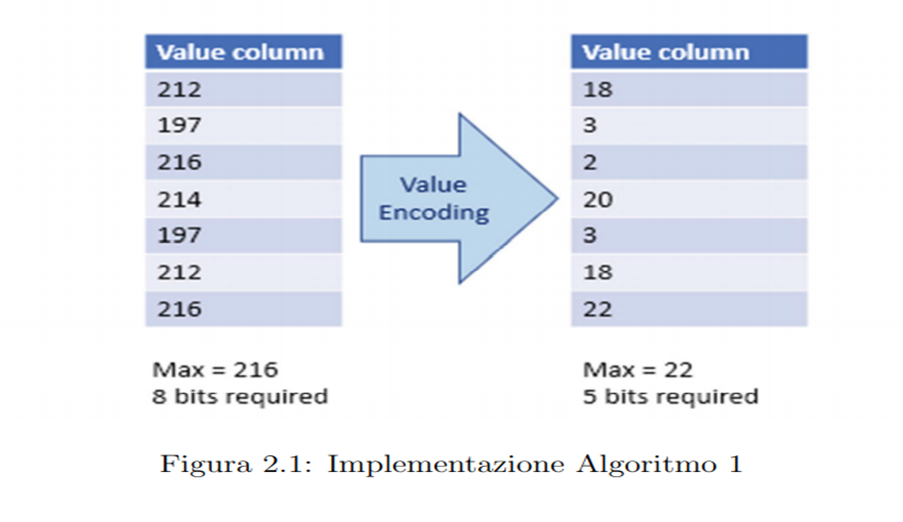 Value column
212
197
216
214
197
212
216
Max = 216
8 bits required
Value
Encoding
Value column
18
3
2
20
3
18
22
Max = 22
5 bits required
Figura 2.1: Implementazione Algoritmo 1